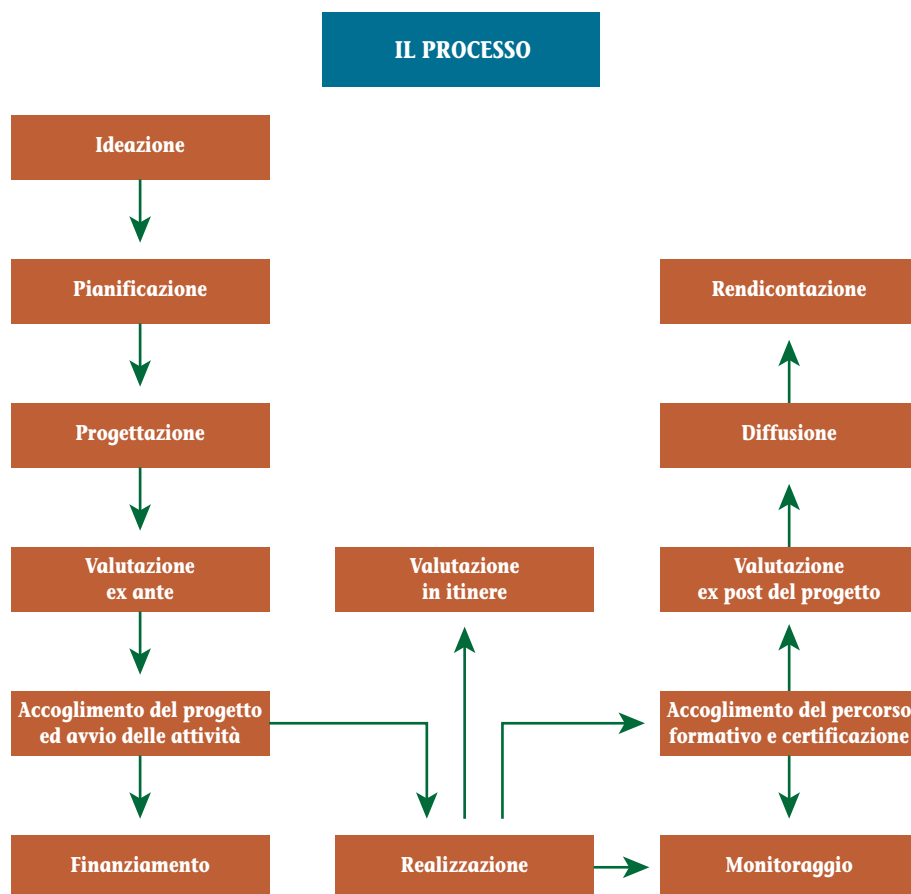 IL PROCESSO
Ideazione
Pianificazione
Progettazione
Valutazione
ex ante
Accoglimento del progetto
ed avvio delle attività
Finanziamento
Valutazione
in itinere
Realizzazione
Rendicontazione
Diffusione
Valutazione
ex post del progetto
Accoglimento del percorso
formativo e certificazione
Monitoraggio